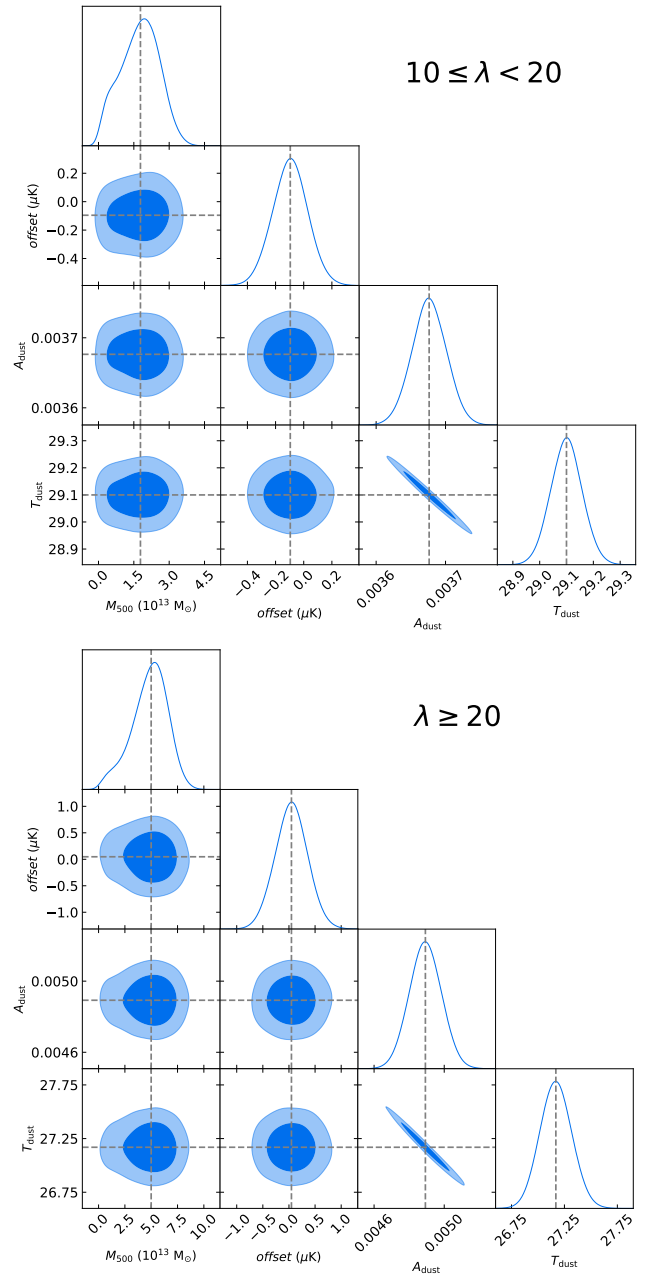 10 ≤ λ < 20
0.2
0.0
−0.2
−0.4
offset (μK)
0.0037
0.0036
A_dust
29.3
29.2
29.1
29.0
28.9
T_dust
0.0 1.5 3.0 4.5
−0.4 −0.2 0.0 0.2
0.0036 0.0037
28.9 29.0 29.1 29.2 29.3
M_500 (10^13 M_⊙)
offset (μK)
A_dust
T_dust
λ ≥ 20
1.0
0.5
0.0
−0.5
−1.0
offset (μK)
0.0050
0.0046
A_dust
27.75
27.25
26.75
T_dust
0.0 2.5 5.0 7.5 10.0
−1.0 −0.5 0.0 0.5 1.0
0.0046 0.0050
26.75 27.25 27.75
M_500 (10^13 M_⊙)
offset (μK)
A_dust
T_dust